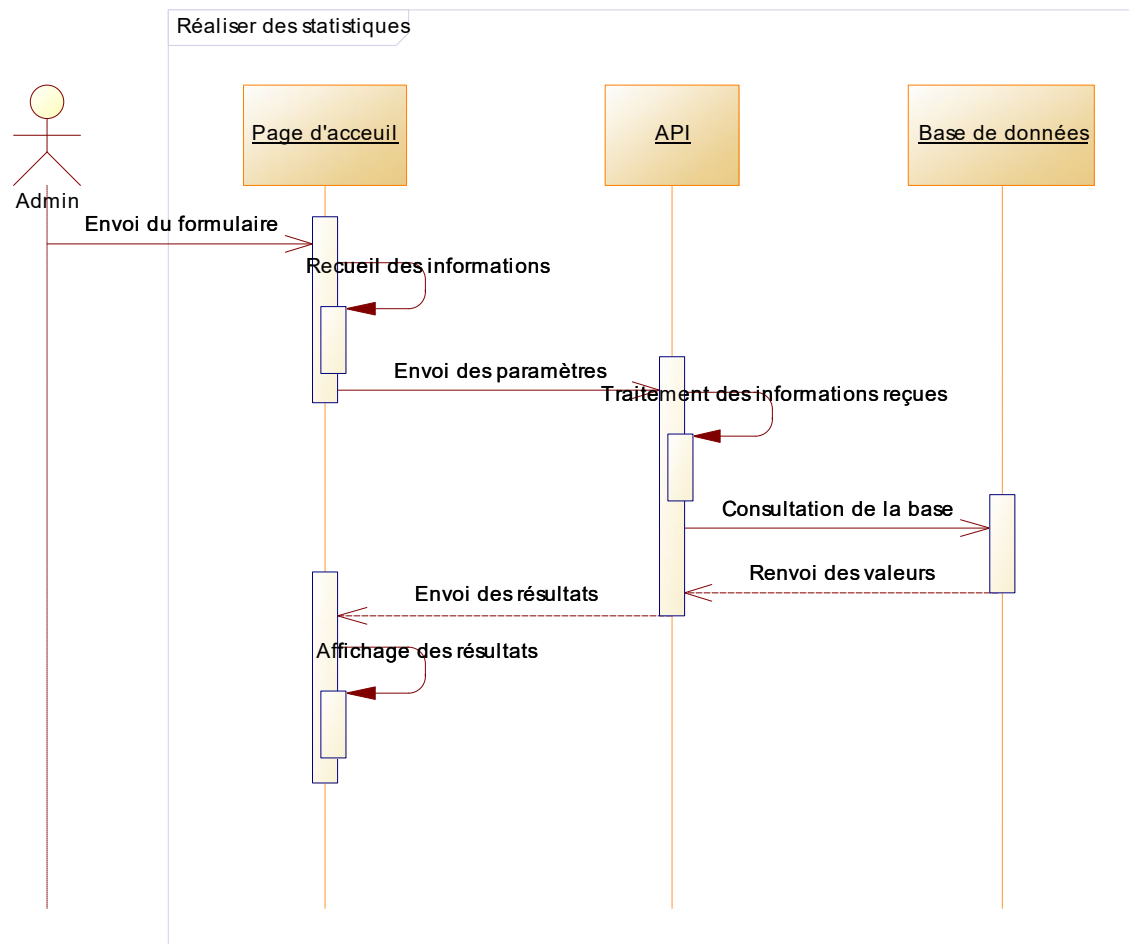 Réaliser des statistiques
Page d'acceuil
API
Base de données
Admin
Envoi du formulaire
Recueil des informations
Envoi des paramètres
Traitement des informations reçues
Consultation de la base
Renvoi des valeurs
Envoi des résultats
Affichage des résultats